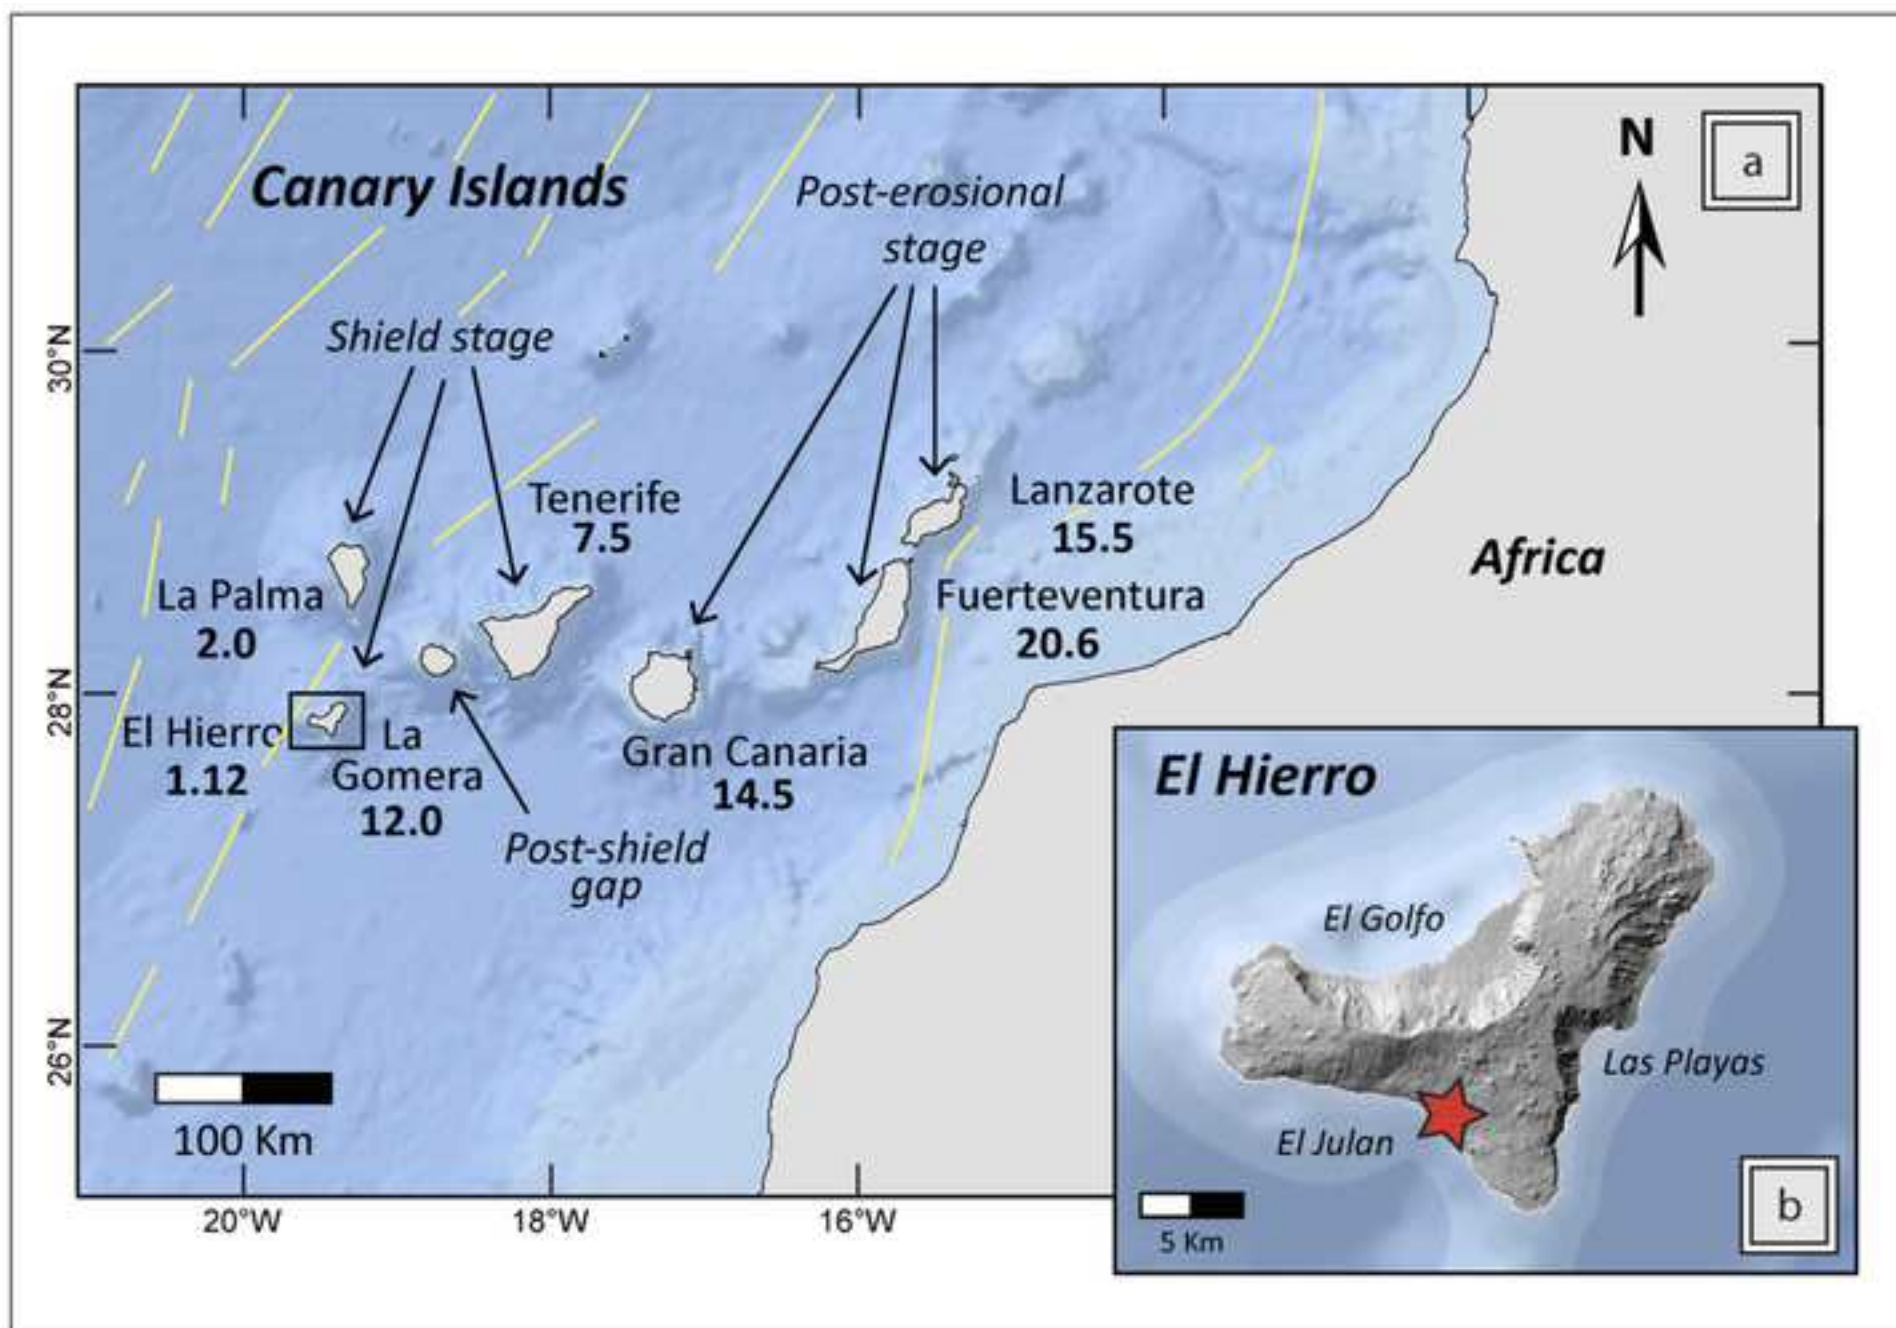 Canary Islands
Post-erosional
stage
N
a
Shield stage
30°N
Tenerife
7.5
Lanzarote
15.5
Africa
La Palma
2.0
Fuerteventura
20.6
28°N
El Hierro
1.12
La
Gomera
12.0
Gran Canaria
14.5
Post-shield
gap
26°N
100 Km
20°W
18°W
16°W
El Hierro
El Golfo
Las Playas
El Julan
5 Km
b